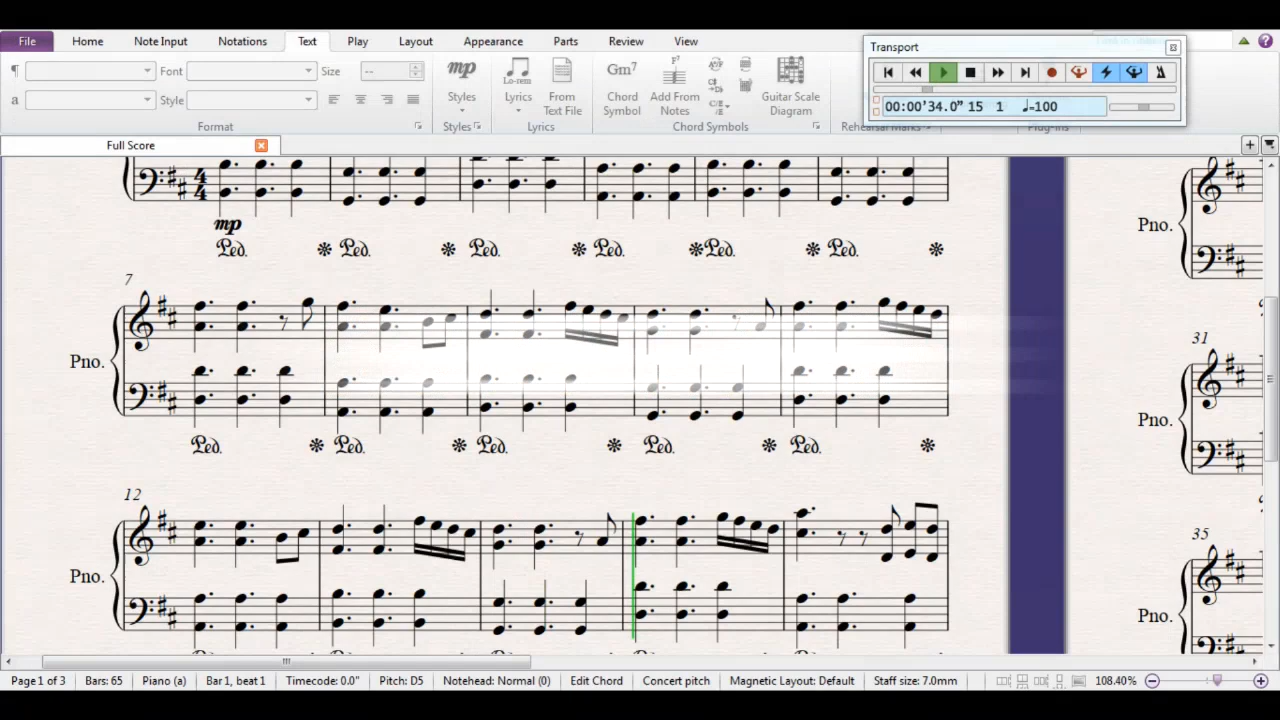 File Home Note Input Notations Text Play Layout Appearance Parts Review View
Transport
Font Size --
Styles Lyrics From Text File Chord Symbol Add From Notes Guitar Scale Diagram
a Style
00:00'34.0" 15 1 ♩=100
Format Styles Lyrics Chord Symbols Rehearsal Marks Plug-ins
Full Score
mp
Ped. Ped. Ped. Ped. Ped. Ped.
Pno.
7
Pno.
Ped. Ped. Ped. Ped. Ped.
31
Pno.
12
Pno.
35
Pno.
Page 1 of 3 Bars: 65 Piano (a) Bar 1, beat 1 Timecode: 0.0" Pitch: D5 Notehead: Normal (0) Edit Chord Concert pitch Magnetic Layout: Default Staff size: 7.0mm 108.40%